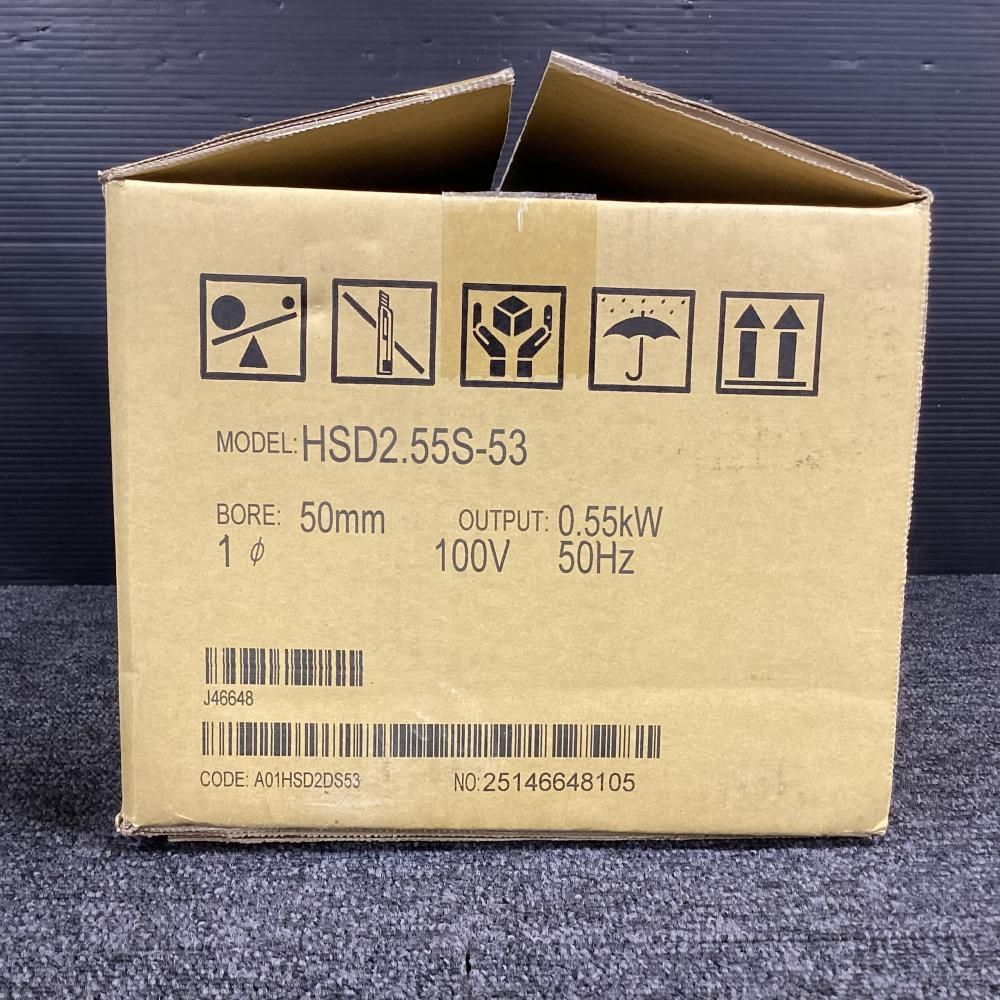 MODEL: HSD2.55S-53
BORE: 50mm OUTPUT: 0.55kW
1 ϕ 100V 50Hz
J46648
CODE: A01HSD2DS53 NO: 25146648105